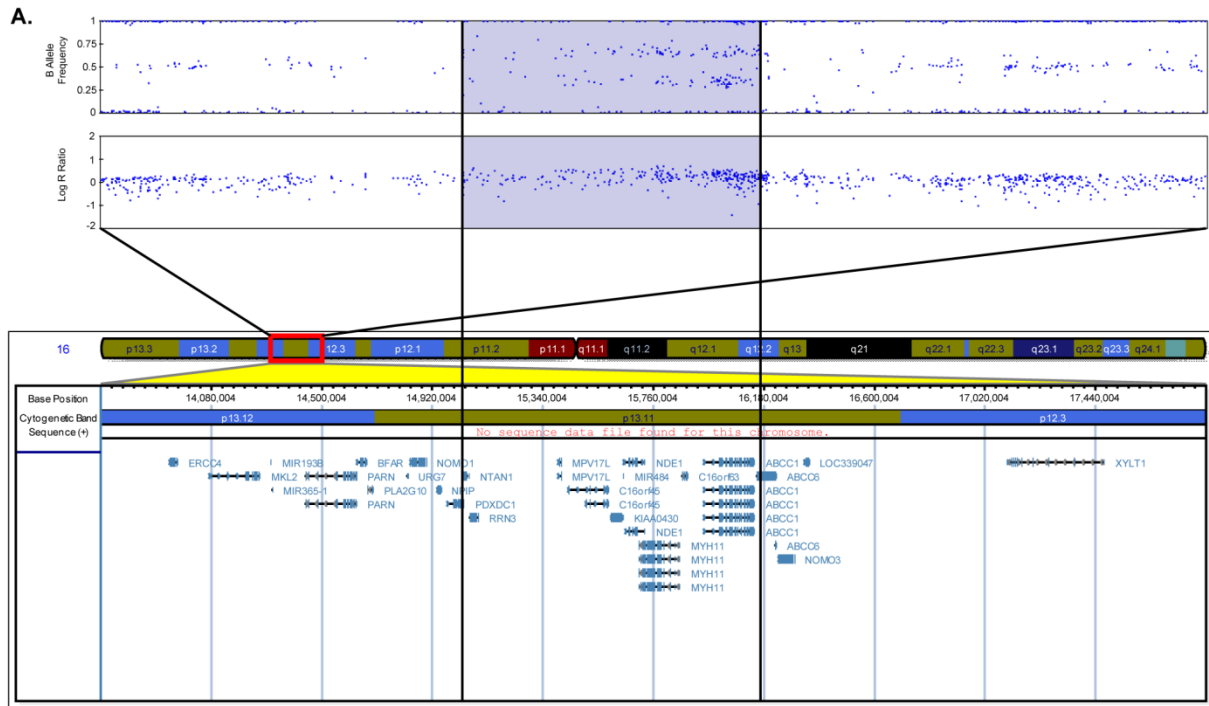 A.
B Allele
Frequency
1
0.75
0.5
0.25
0
Log R Ratio
2
1
0
-1
-2
16
p13.3 p13.2 12.3 p12.1 p11.2 p11.1 q11.1 q11.2 q12.1 q12.2 q13 q21 q22.1 q22.3 q23.1 q23.2 q23.3 q24.1
Base Position 14,080,004 14,500,004 14,920,004 15,340,004 15,760,004 16,180,004 16,600,004 17,020,004 17,440,004
Cytogenetic Band p13.12 p13.11 p12.3
Sequence (+) No sequence data file found for this chromosome.
ERCC4 MIR193B BFAR NOMO1 MPV17L NDE1 ABCC1 LOC339047 XYLT1
MKL2 PARN URG7 NTAN1 MPV17L MIR484 C16orf63 ABCC6
MIR365-1 PLA2G10 NPIP C16orf45 ABCC1
PARN PDXDC1 C16orf45 ABCC1
RRN3 KIAA0430 ABCC1
NDE1 ABCC1
MYH11 ABCC6
MYH11 NOMO3
MYH11
MYH11